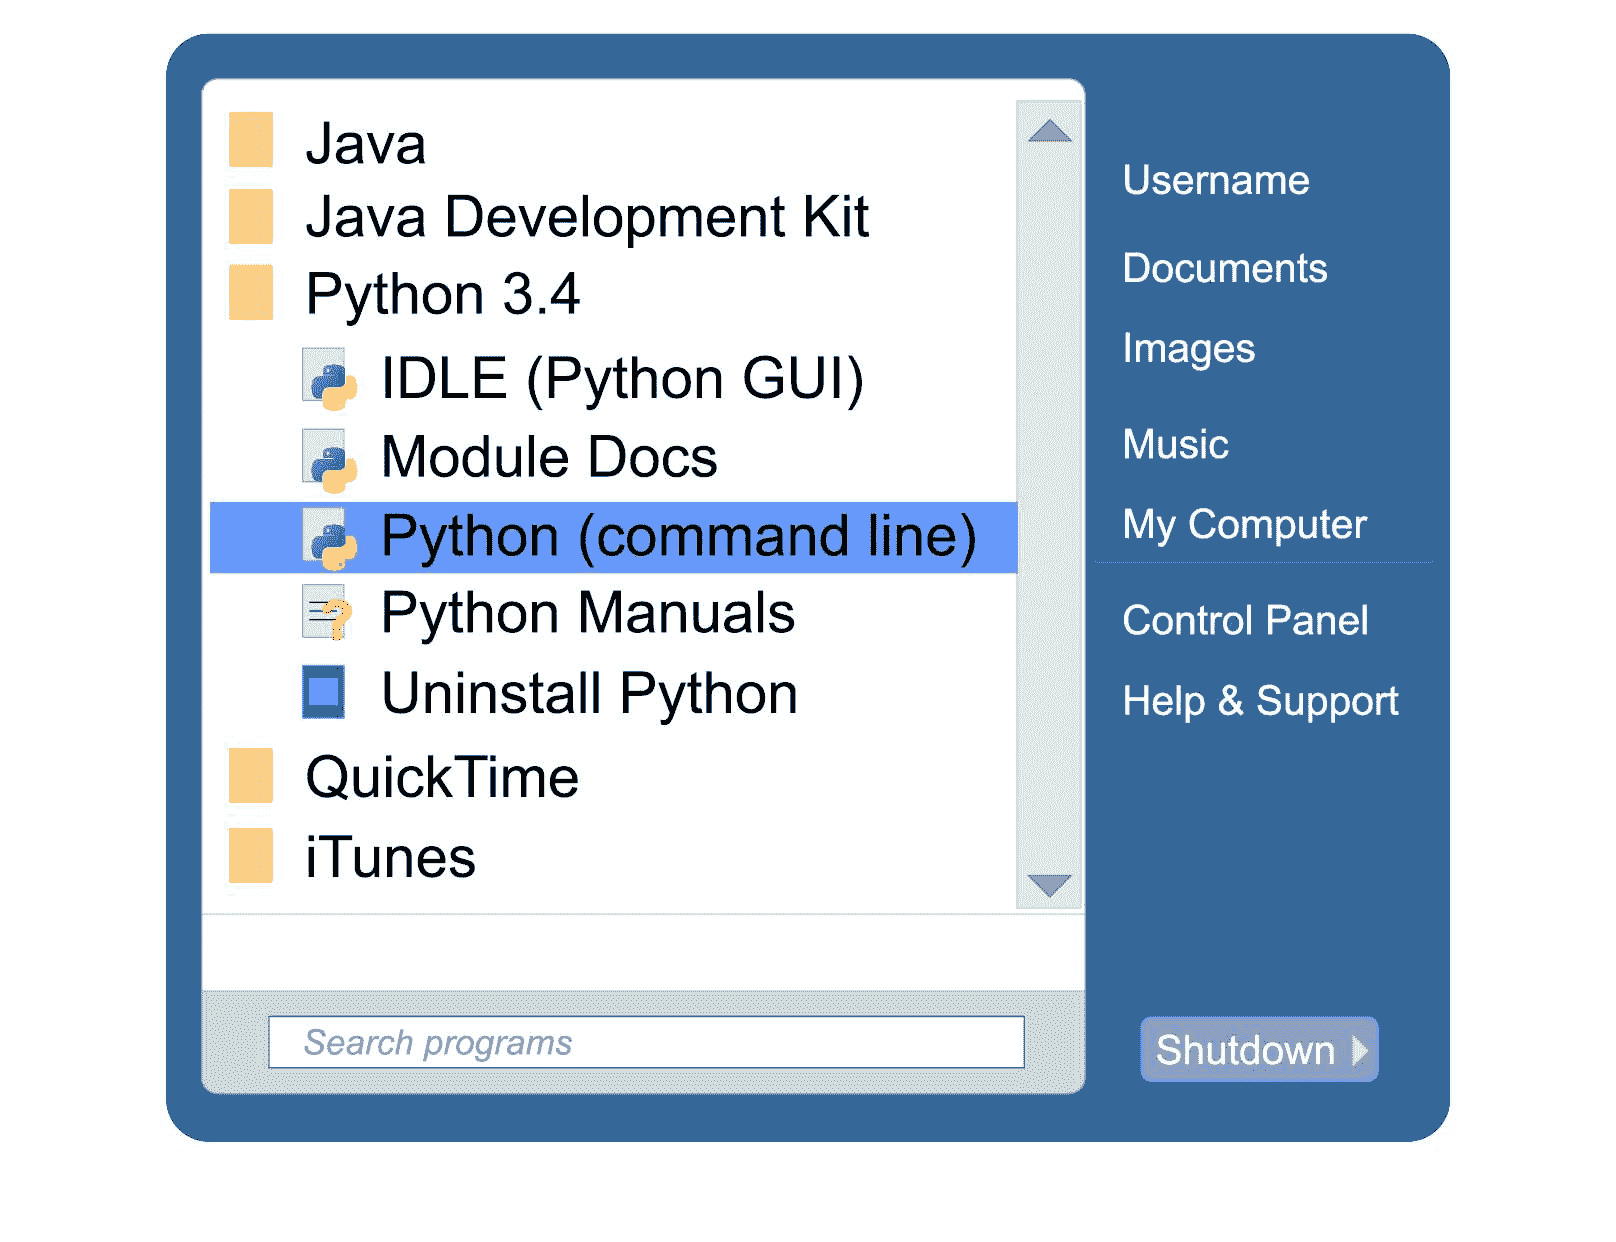 Java
Java Development Kit
Python 3.4
IDLE (Python GUI)
Module Docs
Python (command line)
Python Manuals
Uninstall Python
QuickTime
iTunes
Search programs
Username
Documents
Images
Music
My Computer
Control Panel
Help & Support
Shutdown